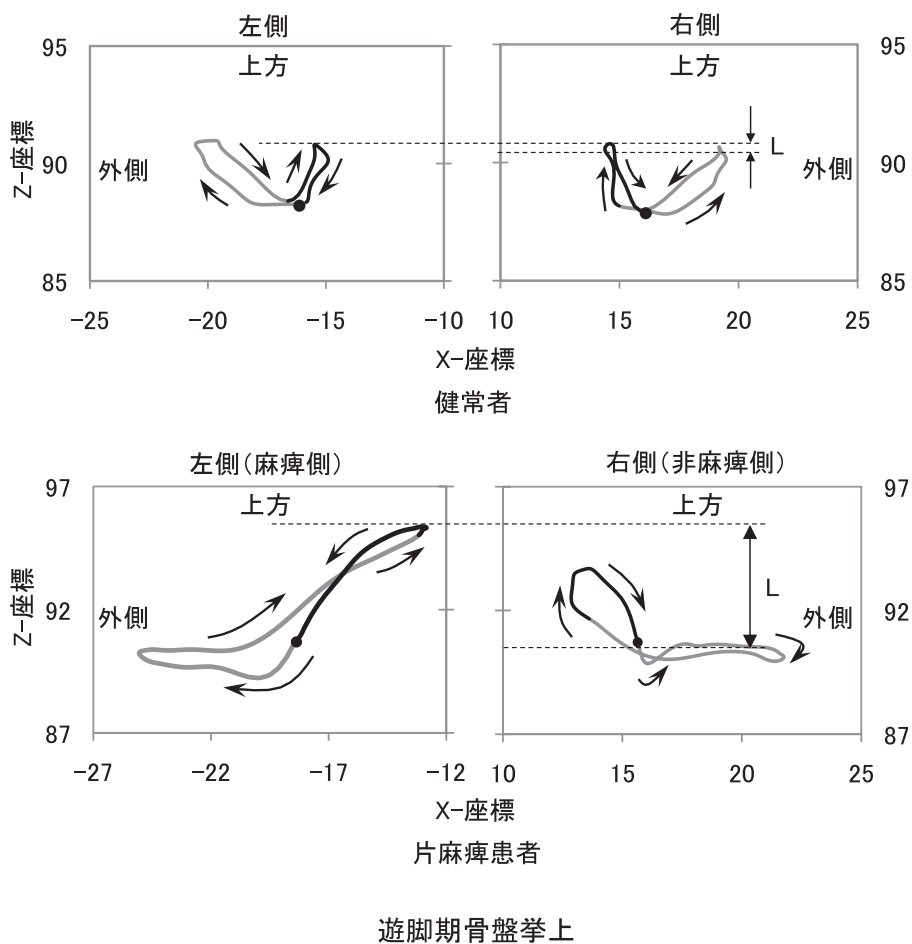 左側 右側
95 上方 上方 95
Z-座標 90 外側 L 外側 90
85 85
-25 -20 -15 -10 10 15 20 25
X-座標
健常者
左側(麻痺側) 右側(非麻痺側)
97 上方 上方 97
Z-座標 92 外側 L 外側 92
87 87
-27 -22 -17 -12 10 15 20 25
X-座標
片麻痺患者
遊脚期骨盤挙上